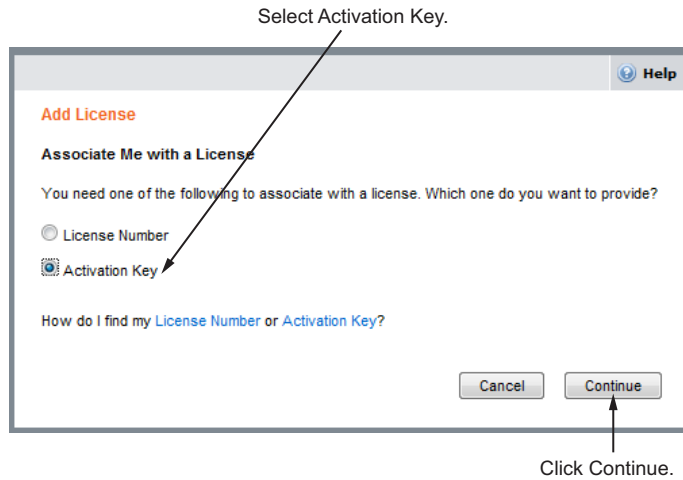 Select Activation Key.
Help
Add License
Associate Me with a License
You need one of the following to associate with a license. Which one do you want to provide?
License Number
Activation Key
How do I find my License Number or Activation Key?
Cancel Continue
Click Continue.